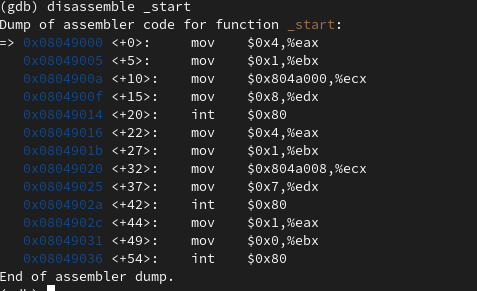 (gdb) disassemble _start
Dump of assembler code for function _start:
=> 0x08049000 <+0>:     mov    $0x4,%eax
   0x08049005 <+5>:     mov    $0x1,%ebx
   0x0804900a <+10>:    mov    $0x804a000,%ecx
   0x0804900f <+15>:    mov    $0x8,%edx
   0x08049014 <+20>:    int    $0x80
   0x08049016 <+22>:    mov    $0x4,%eax
   0x0804901b <+27>:    mov    $0x1,%ebx
   0x08049020 <+32>:    mov    $0x804a008,%ecx
   0x08049025 <+37>:    mov    $0x7,%edx
   0x0804902a <+42>:    int    $0x80
   0x0804902c <+44>:    mov    $0x1,%eax
   0x08049031 <+49>:    mov    $0x0,%ebx
   0x08049036 <+54>:    int    $0x80
End of assembler dump.